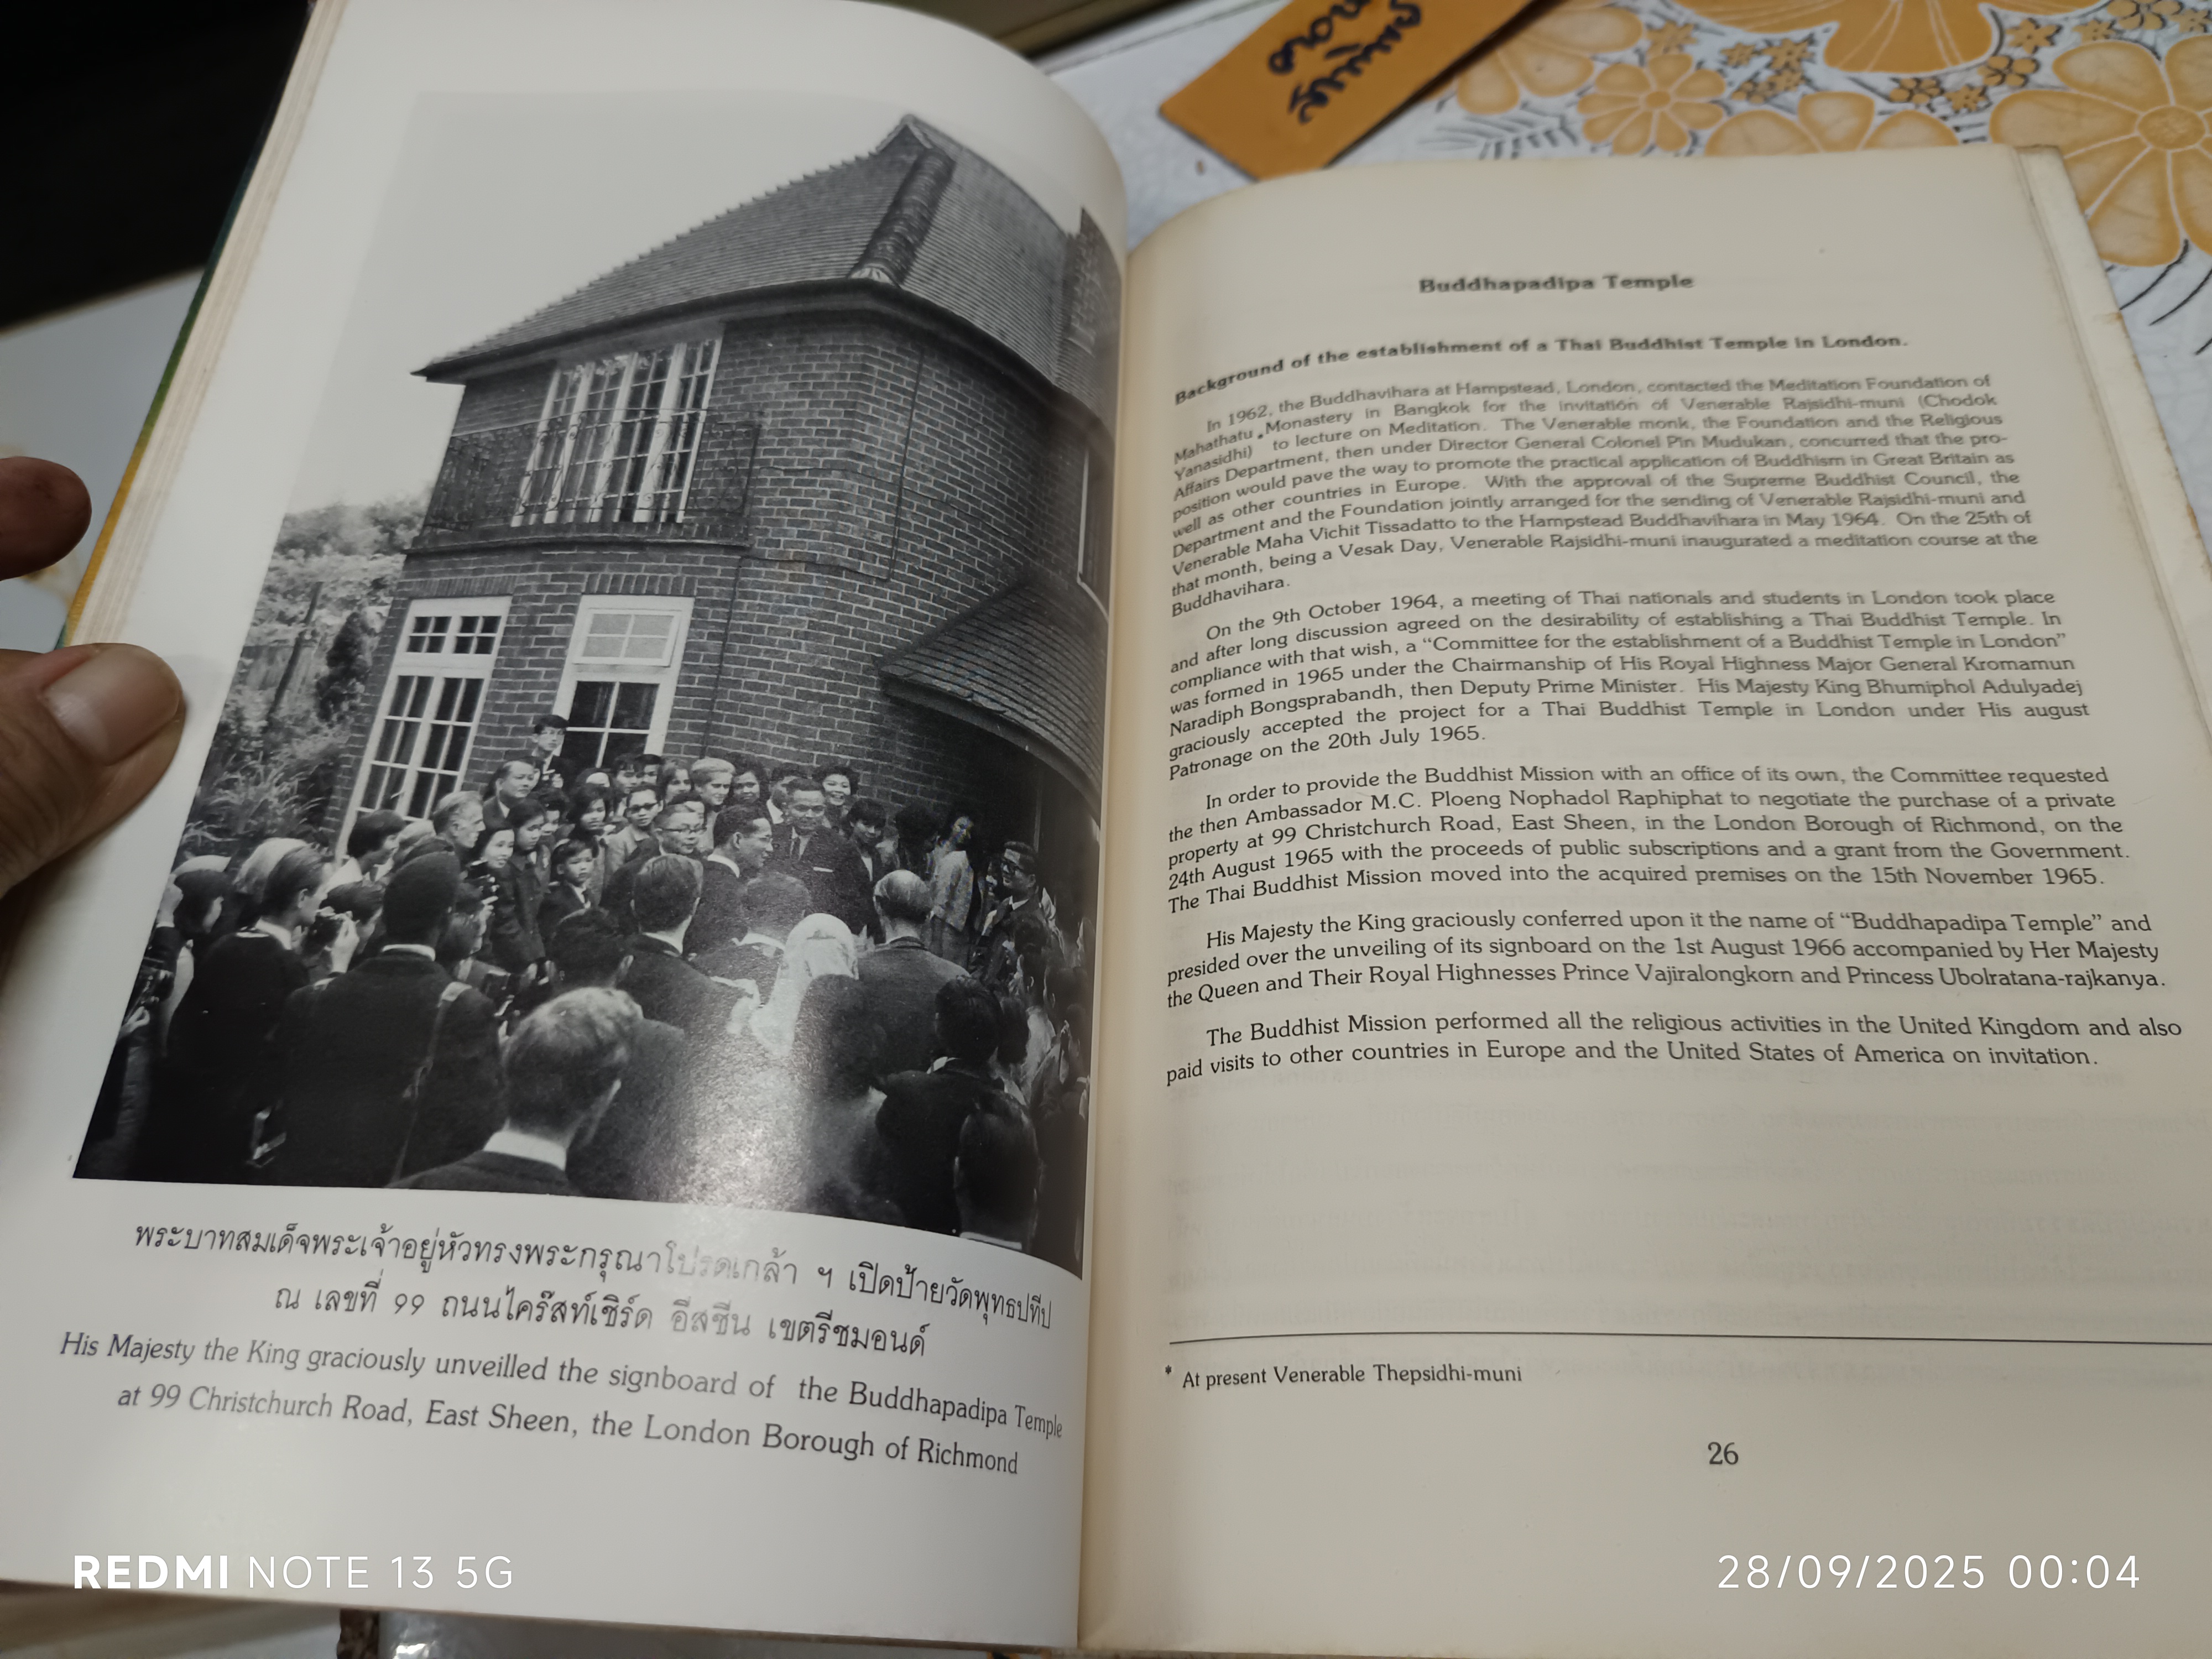 พระบาทสมเด็จพระเจ้าอยู่หัวทรงพระกรุณาโปรดเกล้า ฯ เปิดป้ายวัดพุทธปทีป
ณ เลขที่ ๙๙ ถนนไคร๊สท์เชิร์ด อีสชีน เขตรีชมอนด์
His Majesty the King graciously unveilled the signboard of the Buddhapadipa Temple
at 99 Christchurch Road, East Sheen, the London Borough of Richmond
Buddhapadipa Temple
Background of the establishment of a Thai Buddhist Temple in London.
In 1962, the Buddhavihara at Hampstead, London, contacted the Meditation Foundation of
Mahathatu Monastery in Bangkok for the invitation of Venerable Rajsidhi-muni (Chodok
Yanasidhi) * to lecture on Meditation. The Venerable monk, the Foundation and the Religious
Affairs Department, then under Director General Colonel Pin Mudukan, concurred that the pro-
position would pave the way to promote the practical application of Buddhism in Great Britain as
well as other countries in Europe. With the approval of the Supreme Buddhist Council, the
Department and the Foundation jointly arranged for the sending of Venerable Rajsidhi-muni and
Venerable Maha Vichit Tissadatto to the Hampstead Buddhavihara in May 1964. On the 25th of
that month, being a Vesak Day, Venerable Rajsidhi-muni inaugurated a meditation course at the
Buddhavihara.
On the 9th October 1964, a meeting of Thai nationals and students in London took place
and after long discussion agreed on the desirability of establishing a Thai Buddhist Temple. In
compliance with that wish, a “Committee for the establishment of a Buddhist Temple in London”
was formed in 1965 under the Chairmanship of His Royal Highness Major General Kromamun
Naradiph Bongsprabandh, then Deputy Prime Minister. His Majesty King Bhumiphol Adulyadej
graciously accepted the project for a Thai Buddhist Temple in London under His august
Patronage on the 20th July 1965.
In order to provide the Buddhist Mission with an office of its own, the Committee requested
the then Ambassador M.C. Ploeng Nophadol Raphiphat to negotiate the purchase of a private
property at 99 Christchurch Road, East Sheen, in the London Borough of Richmond, on the
24th August 1965 with the proceeds of public subscriptions and a grant from the Government.
The Thai Buddhist Mission moved into the acquired premises on the 15th November 1965.
His Majesty the King graciously conferred upon it the name of “Buddhapadipa Temple” and
presided over the unveiling of its signboard on the 1st August 1966 accompanied by Her Majesty
the Queen and Their Royal Highnesses Prince Vajiralongkorn and Princess Ubolratana-rajkanya.
The Buddhist Mission performed all the religious activities in the United Kingdom and also
paid visits to other countries in Europe and the United States of America on invitation.
* At present Venerable Thepsidhi-muni
26
REDMI NOTE 13 5G
28/09/2025 00:04